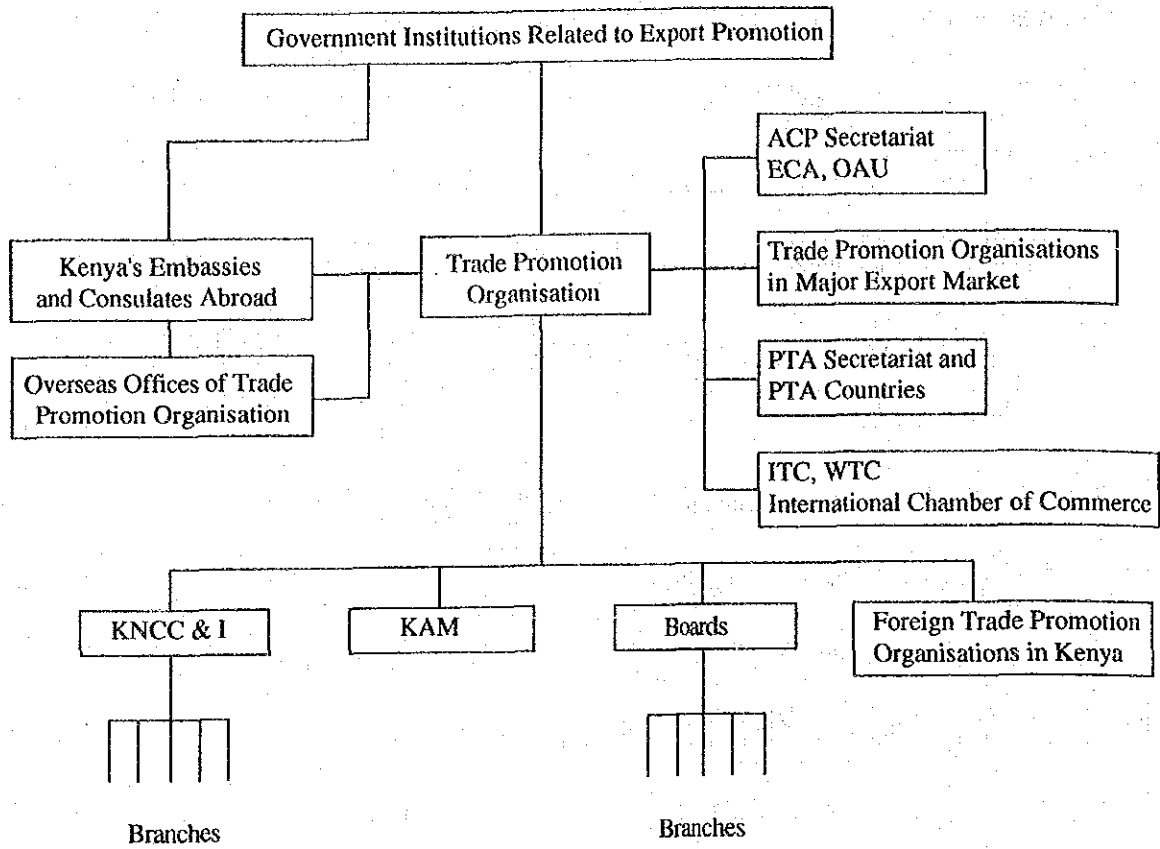 Government Institutions Related to Export Promotion
ACP Secretariat
ECA, OAU
Kenya's Embassies
and Consulates Abroad
Trade Promotion
Organisation
Trade Promotion Organisations
in Major Export Market
Overseas Offices of Trade
Promotion Organisation
PTA Secretariat and
PTA Countries
ITC, WTC
International Chamber of Commerce
KNCC & I
KAM
Boards
Foreign Trade Promotion
Organisations in Kenya
Branches
Branches